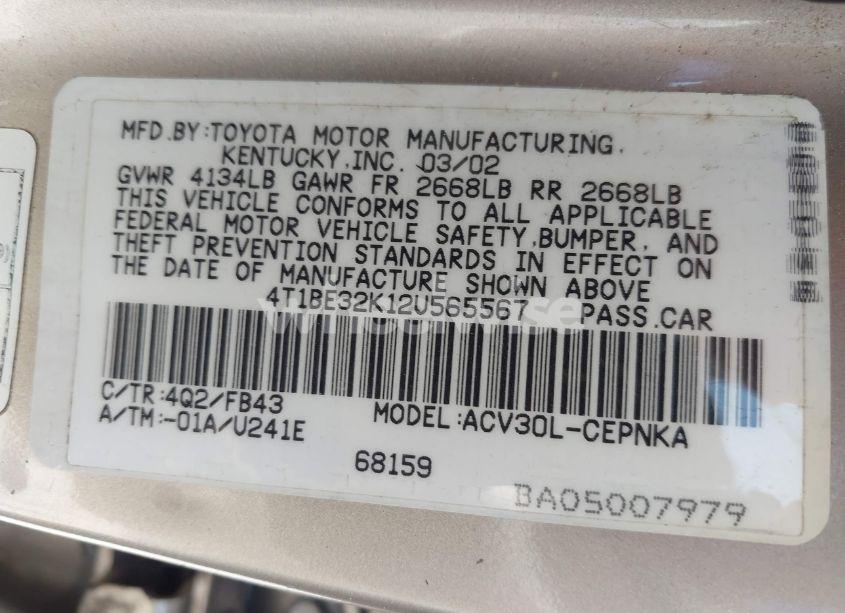 MFD.BY:TOYOTA MOTOR MANUFACTURING,
KENTUCKY,INC. 03/02
GVWR 4134LB GAWR FR 2668LB RR 2668LB
THIS VEHICLE CONFORMS TO ALL APPLICABLE
FEDERAL MOTOR VEHICLE SAFETY,BUMPER, AND
THEFT PREVENTION STANDARDS IN EFFECT ON
THE DATE OF MANUFACTURE SHOWN ABOVE
4T1BE32K12U565567 PASS.CAR
C/TR:4Q2/FB43
A/TM:-01A/U241E
MODEL:ACV30L-CEPNKA
68159
BA05007979